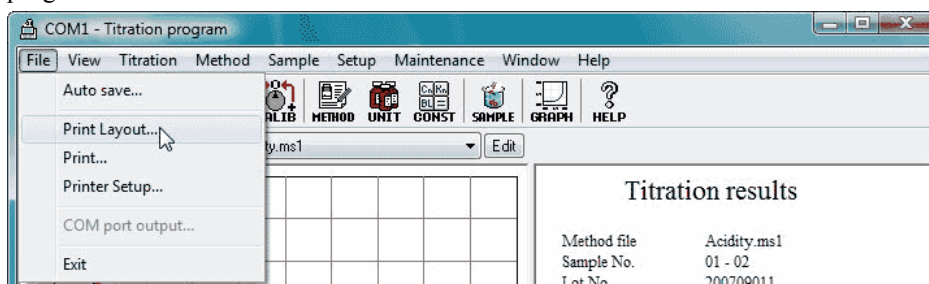 COM1 - Titration program
File View Titration Method Sample Setup Maintenance Window Help
Auto save...
Print Layout...
Print...
Printer Setup...
COM port output...
Exit
METHOD UNIT CONST SAMPLE GRAPH HELP
ty.ms1 Edit
Titration results
Method file Acidity.ms1
Sample No. 01 - 02
Lot No. 200709011